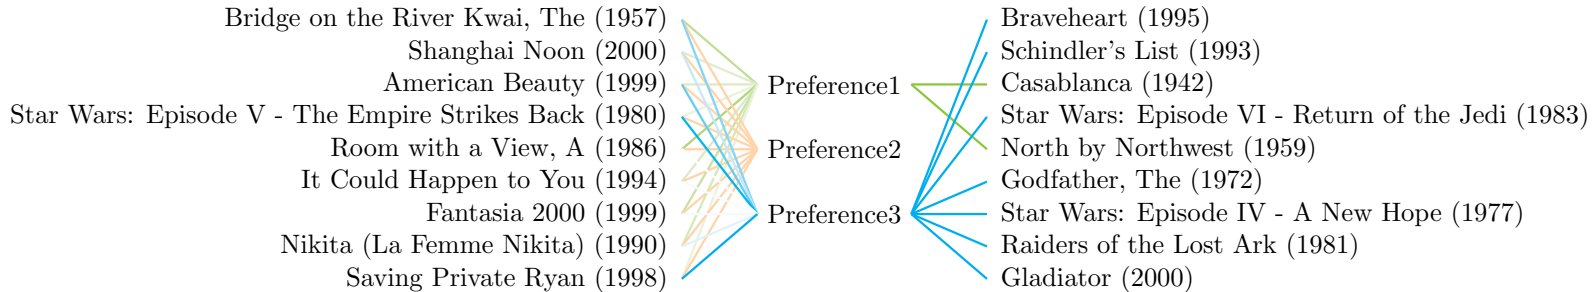 Bridge on the River Kwai, The (1957)
Shanghai Noon (2000)
American Beauty (1999)
Star Wars: Episode V - The Empire Strikes Back (1980)
Room with a View, A (1986)
It Could Happen to You (1994)
Fantasia 2000 (1999)
Nikita (La Femme Nikita) (1990)
Saving Private Ryan (1998)
Preference1
Preference2
Preference3
Braveheart (1995)
Schindler's List (1993)
Casablanca (1942)
Star Wars: Episode VI - Return of the Jedi (1983)
North by Northwest (1959)
Godfather, The (1972)
Star Wars: Episode IV - A New Hope (1977)
Raiders of the Lost Ark (1981)
Gladiator (2000)